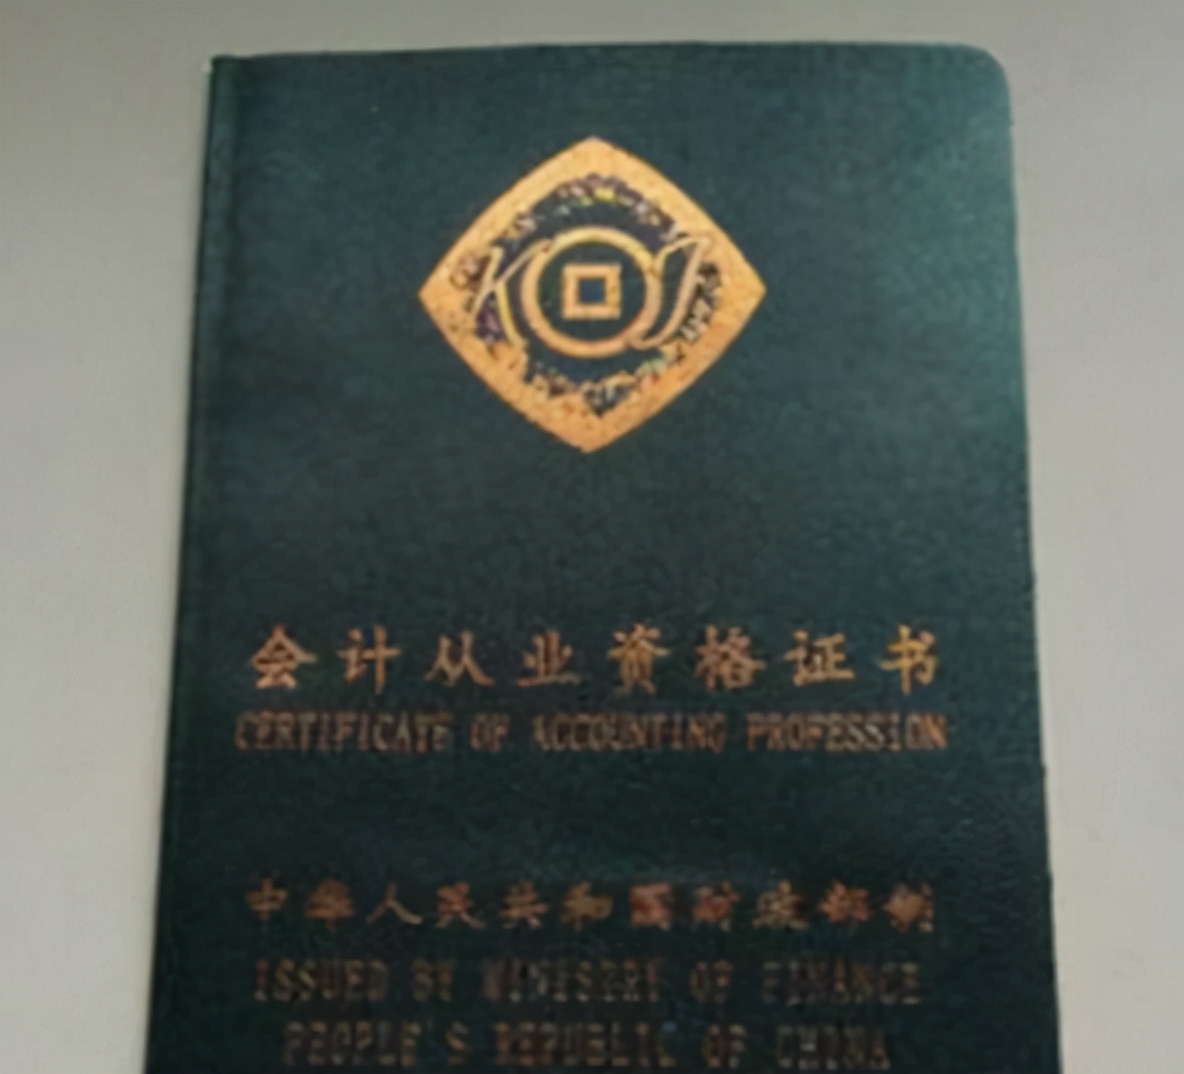 KJ
会计从业资格证书
CERTIFICATE OF ACCOUNTING PROFESSION
中华人民共和国财政部制
ISSUED BY MINISTRY OF FINANCE
PEOPLE'S REPUBLIC OF CHINA